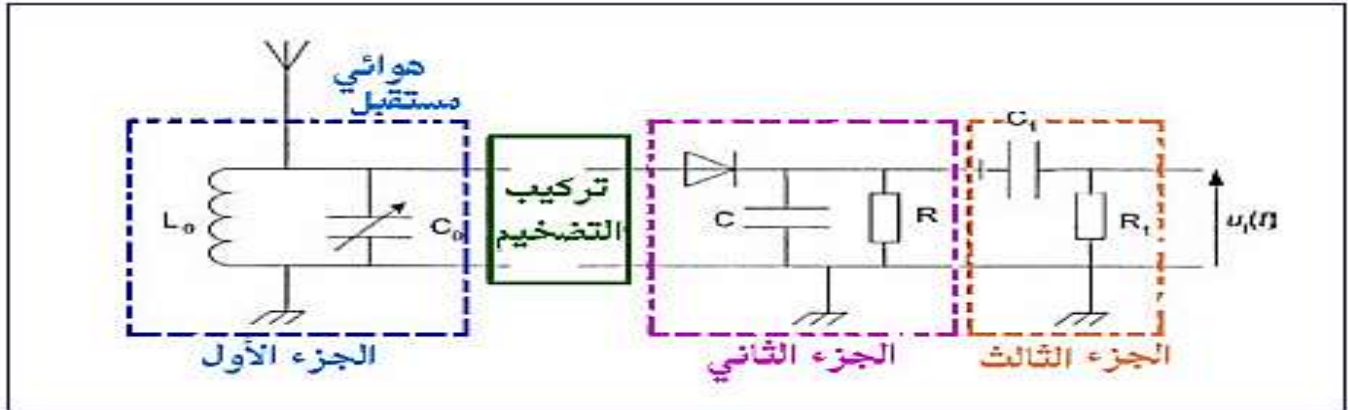 هوائي
مستقبل
L₀
C₀
تركيب
التضخيم
C
R
C₁
R₁
u₁(t)
الجزء الأول
الجزء الثاني
الجزء الثالث